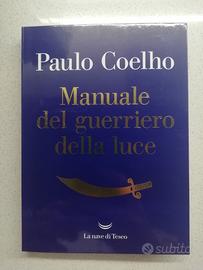 Paulo Coelho
Manuale
del guerriero
della luce
La nave di Teseo
subito